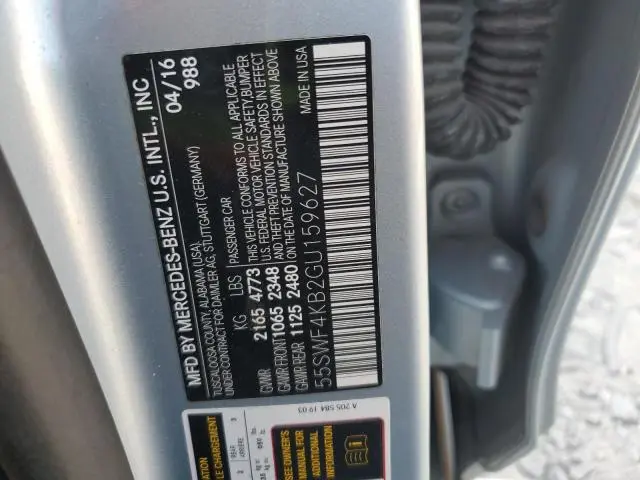 MFD BY MERCEDES-BENZ U.S. INTL., INC
TUSCALOOSA COUNTY, ALABAMA (USA)
UNDER CONTRACT FOR DAIMLER AG, STUTTGART (GERMANY)
04/16
988
KG LBS
PASSENGER CAR
GVWR 2165 4773
GAWR FRONT 1065 2348
GAWR REAR 1125 2480
THIS VEHICLE CONFORMS TO ALL APPLICABLE
U.S. FEDERAL MOTOR VEHICLE SAFETY, BUMPER
AND THEFT PREVENTION STANDARDS IN EFFECT
ON THE DATE OF MANUFACTURE SHOWN ABOVE
MADE IN USA
55SWF4KB2GU159627
A 205 584 19 03
REAR 3
ARRIÈRE
SEE OWNER'S
MANUAL FOR
ADDITIONAL
INFORMATION